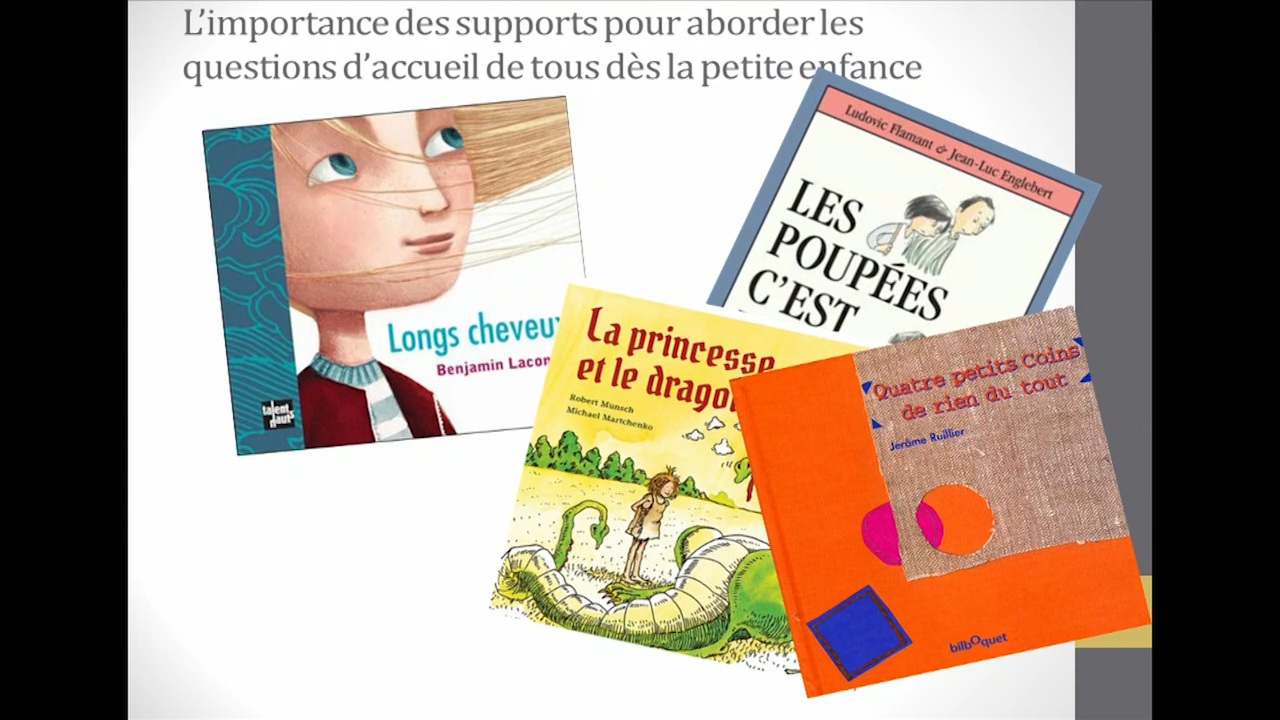 L'importance des supports pour aborder les
questions d'accueil de tous dès la petite enfance
Longs cheveux
Benjamin Lacom
talents
hauts
Ludovic Flamant & Jean-Luc Englebert
LES
POUPÉES
C'EST
La princesse
et le drago
Robert Munsch
Michael Martchenko
Quatre petits coins
de rien du tout
Jerôme Ruillier
bilbOquet